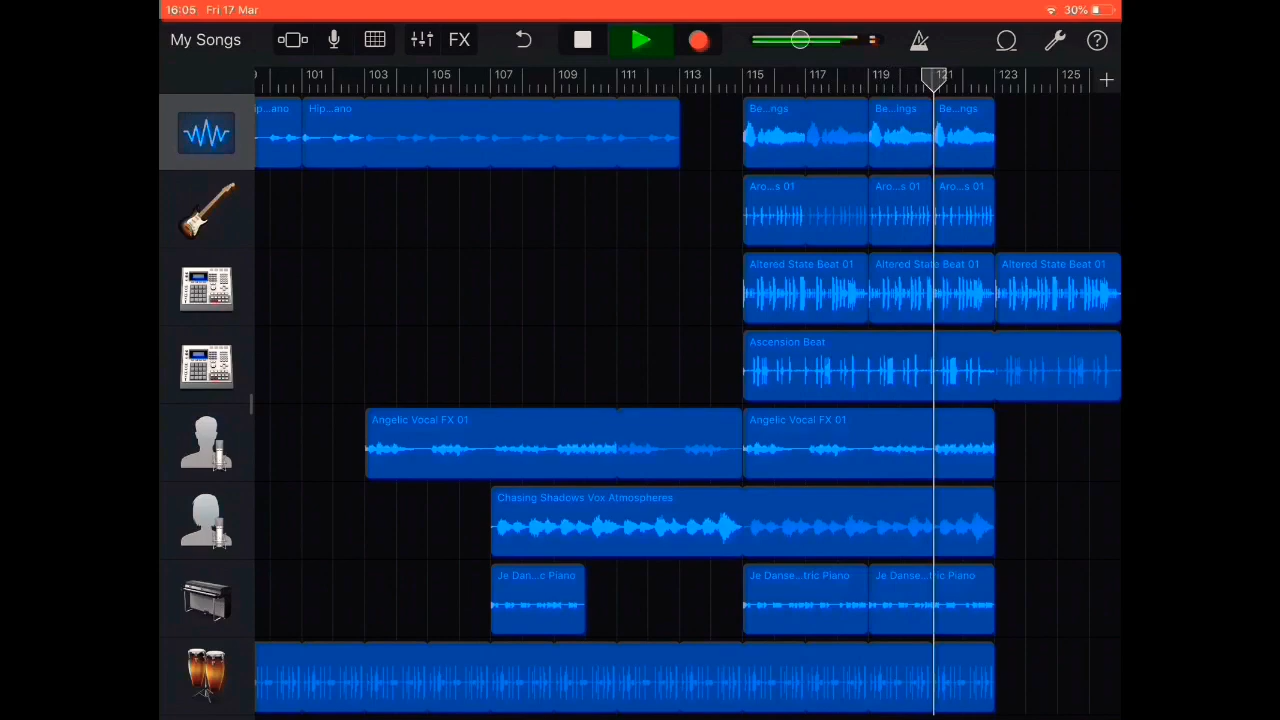 16:05 Fri 17 Mar 30%
My Songs FX
101 103 105 107 109 111 113 115 117 119 121 123 125
ip...ano Hip...ano Be...ngs Be...ings Be...ngs
Aro...s 01 Aro...s 01 Aro...s 01
Altered State Beat 01 Altered State Beat 01 Altered State Beat 01
Ascension Beat
Angelic Vocal FX 01 Angelic Vocal FX 01
Chasing Shadows Vox Atmospheres
Je Dan...c Piano Je Danse...tric Piano Je Danse...tric Piano